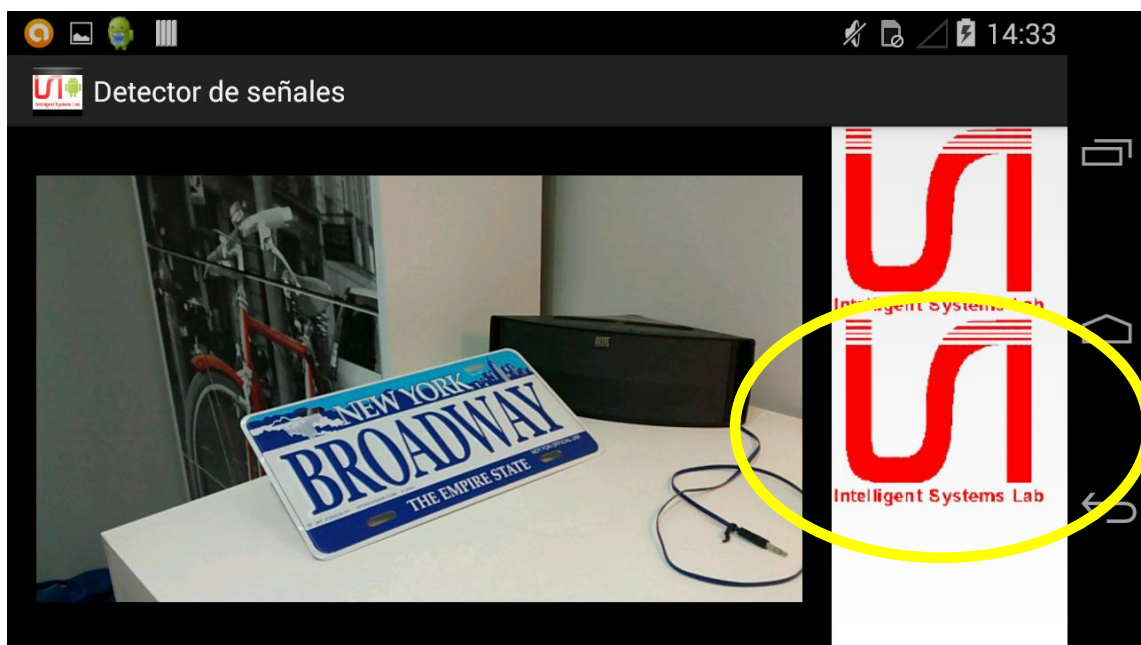 14:33
Detector de señales
Intelligent Systems Lab
Intelligent Systems Lab
NEW YORK
BROADWAY
NOT FOR OFFICIAL USE
THE EMPIRE STATE